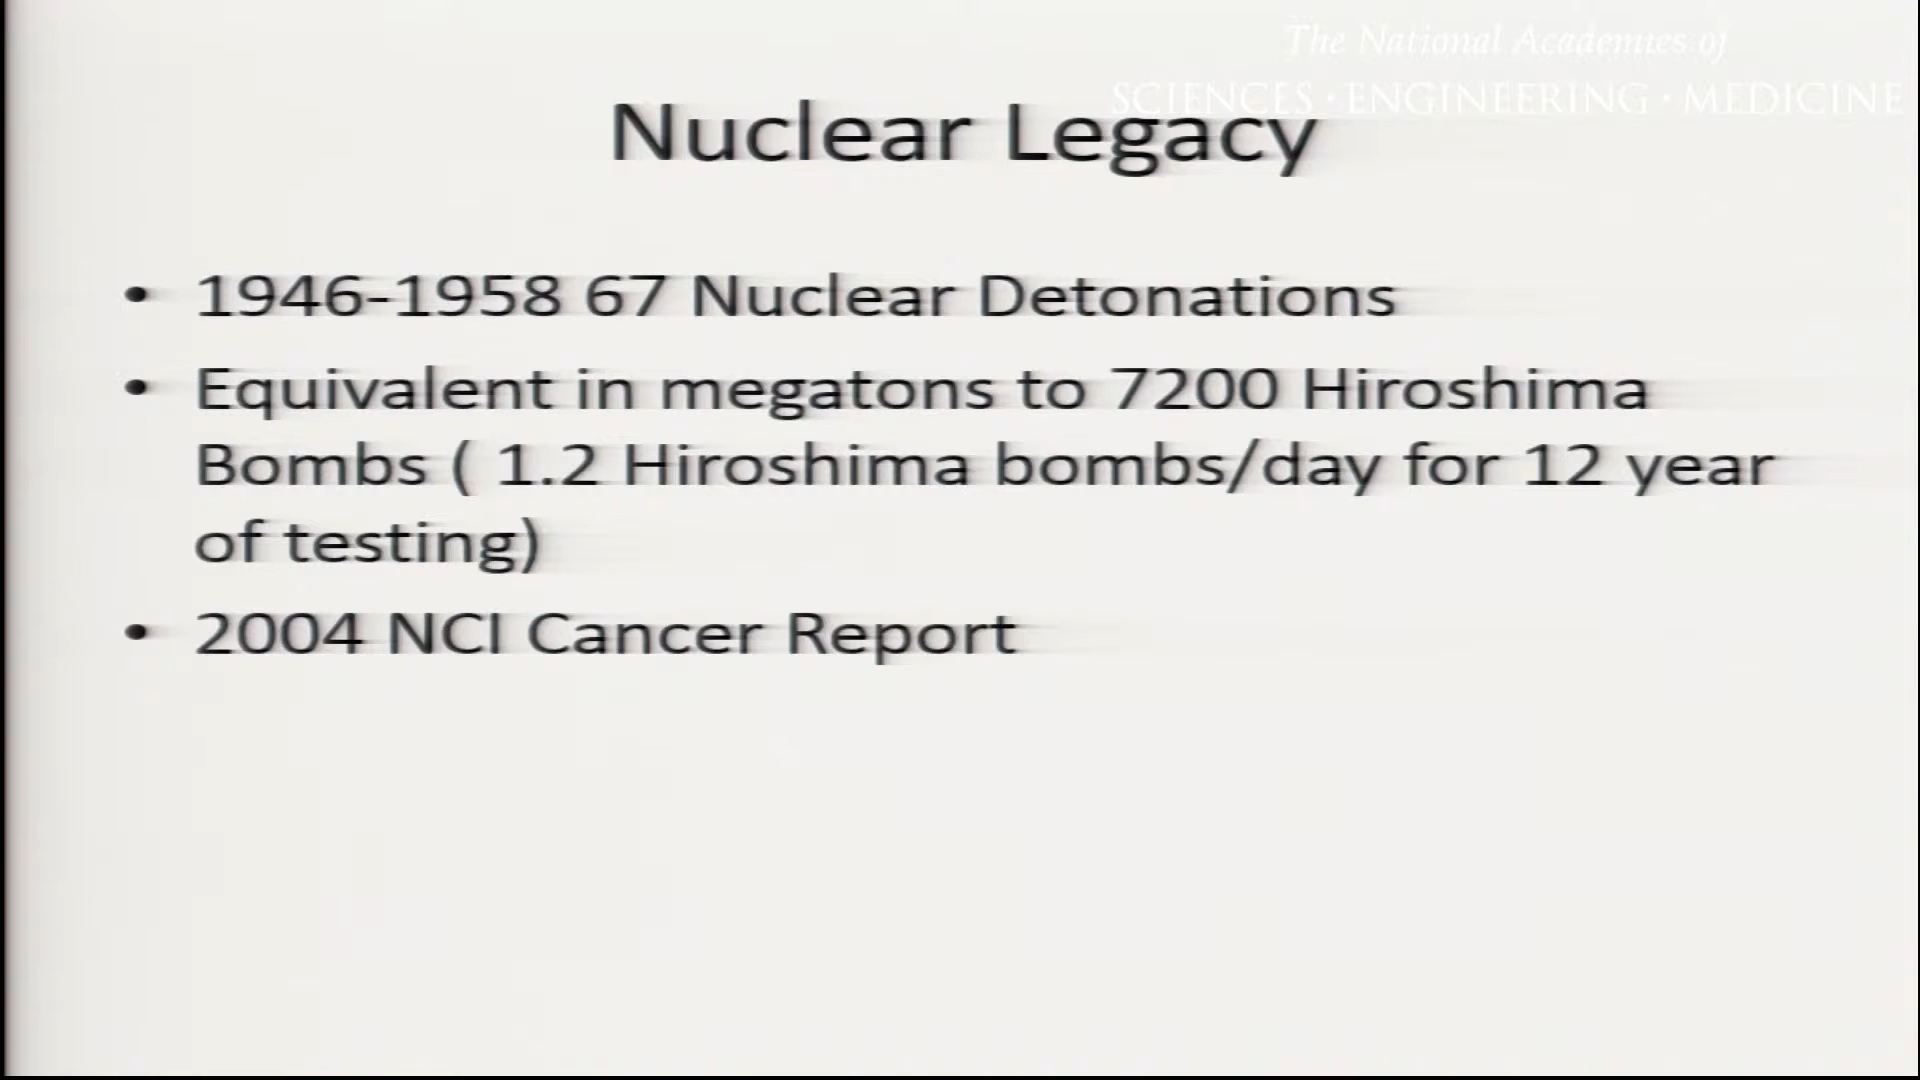 The National Academies of
SCIENCES · ENGINEERING · MEDICINE
Nuclear Legacy
• 1946-1958 67 Nuclear Detonations
• Equivalent in megatons to 7200 Hiroshima
Bombs ( 1.2 Hiroshima bombs/day for 12 year
of testing)
• 2004 NCI Cancer Report